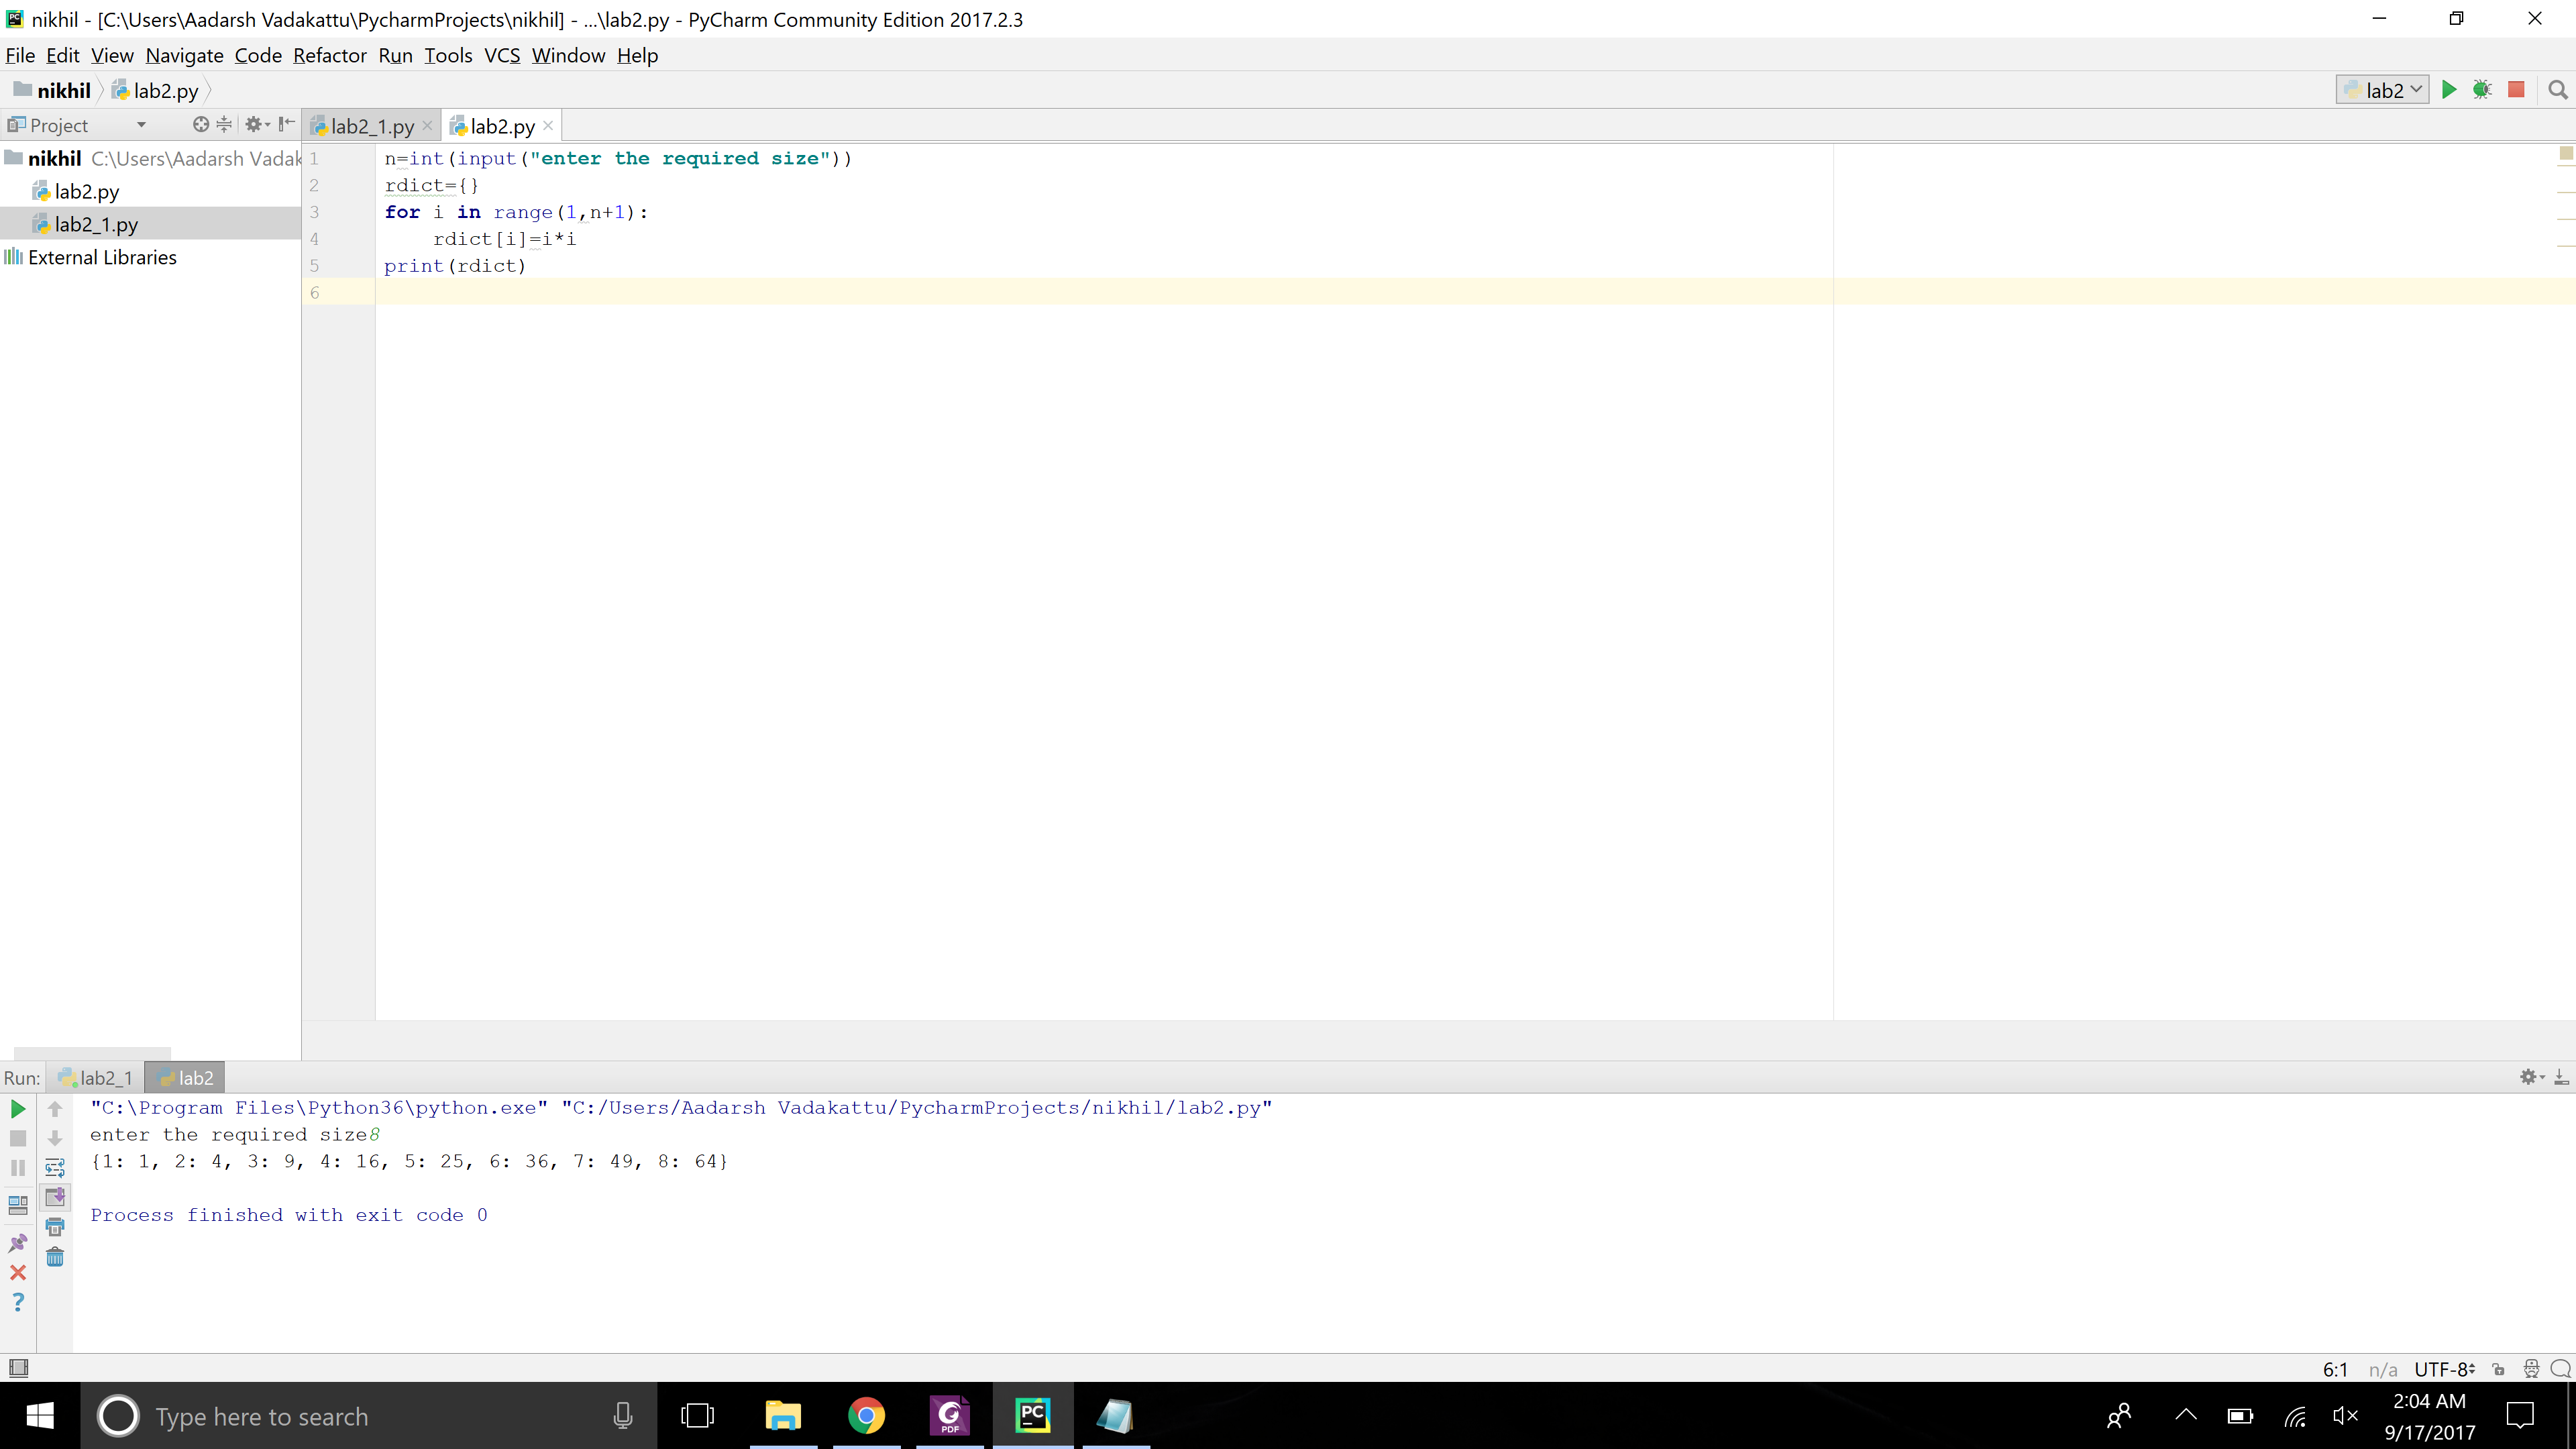 nikhil - [C:\Users\Aadarsh Vadakattu\PycharmProjects\nikhil] - ...\lab2.py - PyCharm Community Edition 2017.2.3
File Edit View Navigate Code Refactor Run Tools VCS Window Help
nikhil lab2.py lab2
Project lab2_1.py lab2.py
nikhil C:\Users\Aadarsh Vadak
lab2.py
lab2_1.py
External Libraries
1 n=int(input("enter the required size"))
2 rdict={}
3 for i in range(1,n+1):
4     rdict[i]=i*i
5 print(rdict)
6
Run: lab2_1 lab2
"C:\Program Files\Python36\python.exe" "C:/Users/Aadarsh Vadakattu/PycharmProjects/nikhil/lab2.py"
enter the required size8
{1: 1, 2: 4, 3: 9, 4: 16, 5: 25, 6: 36, 7: 49, 8: 64}
Process finished with exit code 0
6:1 n/a UTF-8
Type here to search
PDF
PC
2:04 AM
9/17/2017